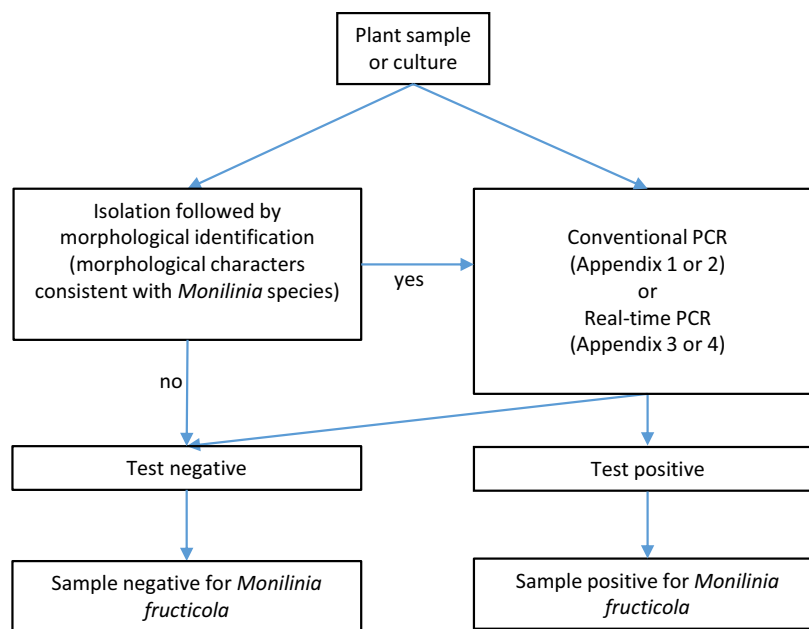 Plant sample
or culture
Isolation followed by
morphological identification
(morphological characters
consistent with Monilinia species)
yes
Conventional PCR
(Appendix 1 or 2)
or
Real-time PCR
(Appendix 3 or 4)
no
Test negative
Test positive
Sample negative for Monilinia
fructicola
Sample positive for Monilinia
fructicola